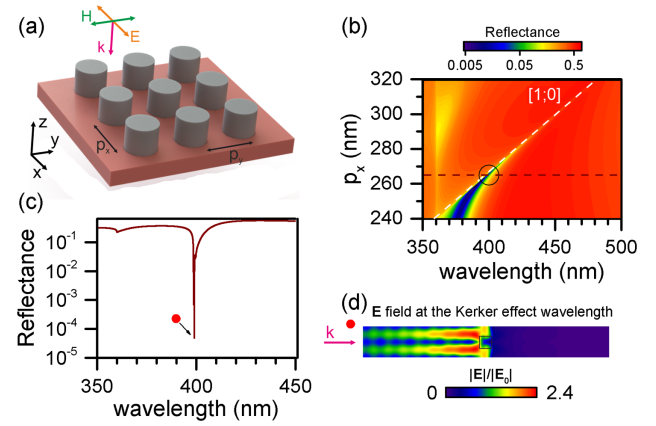 (a)
H
E
k
z
y
x
pₓ
pᵧ
(b)
Reflectance
0.005 0.05 0.5
[1;0]
pₓ (nm)
320
300
280
260
240
350 400 450 500
wavelength (nm)
(c)
Reflectance
10⁻¹
10⁻²
10⁻³
10⁻⁴
10⁻⁵
350 400 450
wavelength (nm)
(d)
E field at the Kerker effect wavelength
k
|E|/|E₀|
0 2.4